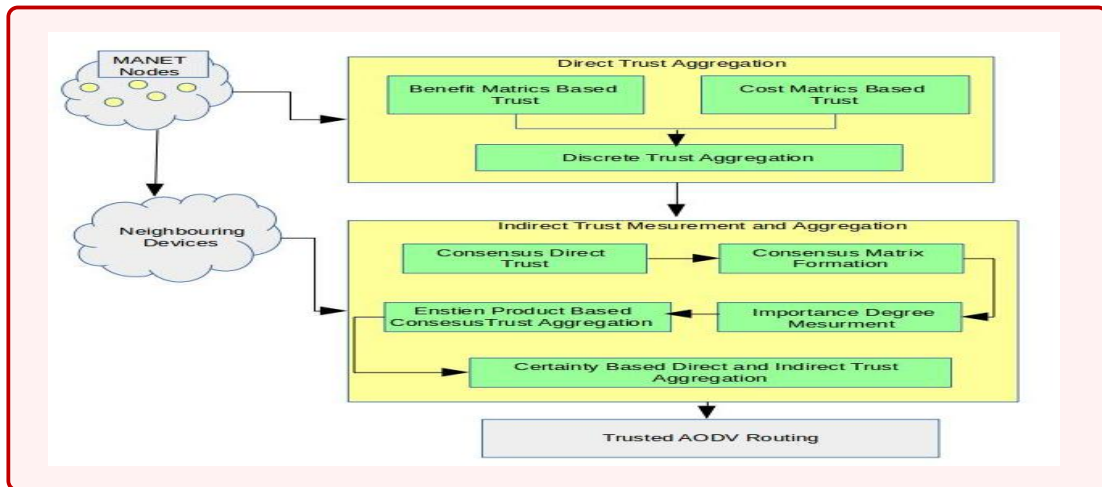 MANET
Nodes
Direct Trust Aggregation
Benefit Matrics Based
Trust
Cost Matrics Based
Trust
Discrete Trust Aggregation
Neighbouring
Devices
Indirect Trust Mesurement and Aggregation
Consensus Direct
Trust
Consensus Matrix
Formation
Enstien Product Based
ConsesusTrust Aggregation
Importance Degree
Mesurment
Certainty Based Direct and Indirect Trust
Aggregation
Trusted AODV Routing